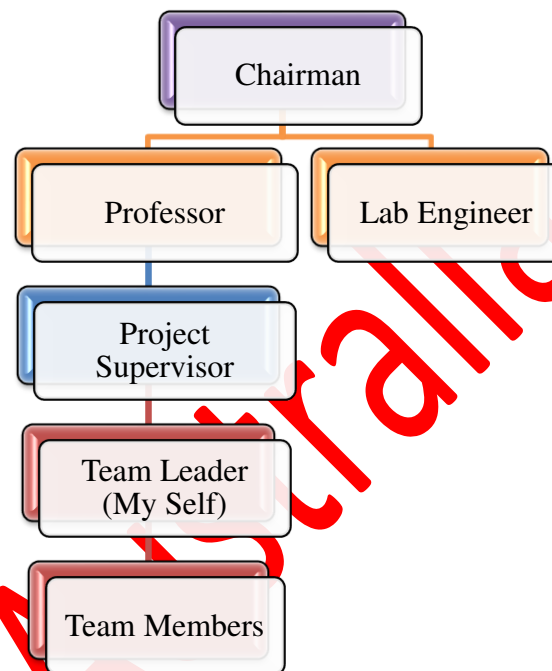 Chairman
Professor
Lab Engineer
Project
Supervisor
Team Leader
(My Self)
Team Members